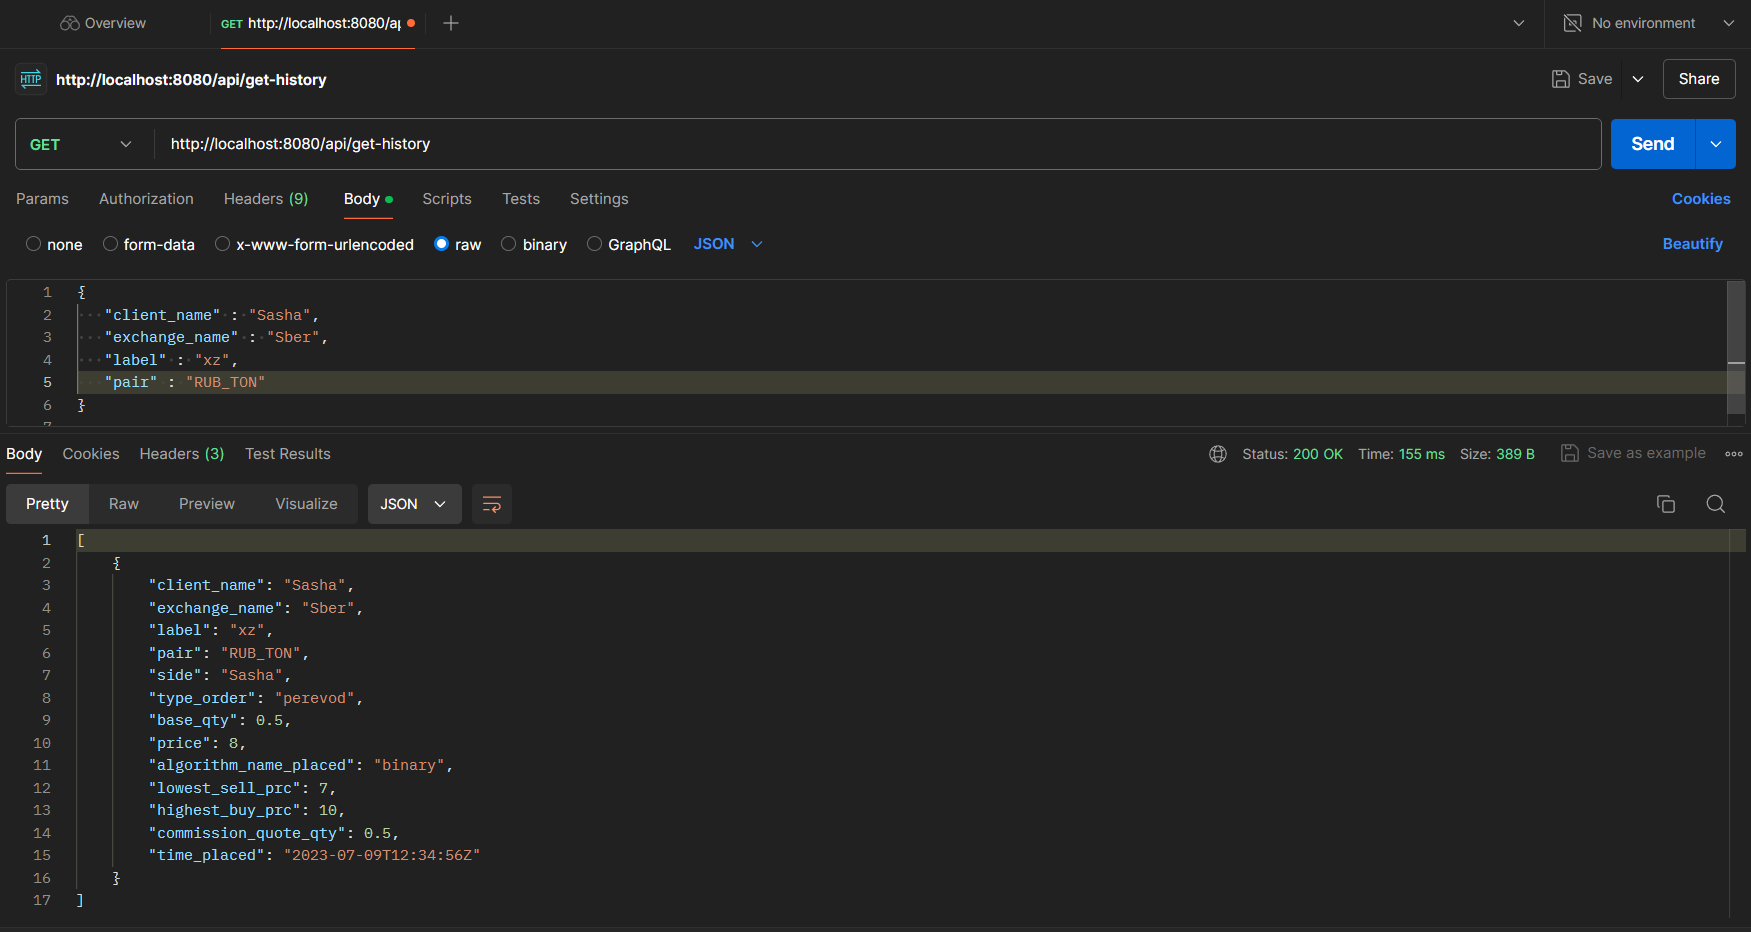 Overview
GET http://localhost:8080/ap
No environment
HTTP http://localhost:8080/api/get-history
Save
Share
GET http://localhost:8080/api/get-history
Send
Params Authorization Headers (9) Body Scripts Tests Settings Cookies
none form-data x-www-form-urlencoded raw binary GraphQL JSON Beautify
1 {
2 "client_name" : "Sasha",
3 "exchange_name" : "Sber",
4 "label" : "xz",
5 "pair" : "RUB_TON"
6 }
7
Body Cookies Headers (3) Test Results Status: 200 OK Time: 155 ms Size: 389 B Save as example
Pretty Raw Preview Visualize JSON
1 [
2 {
3 "client_name": "Sasha",
4 "exchange_name": "Sber",
5 "label": "xz",
6 "pair": "RUB_TON",
7 "side": "Sasha",
8 "type_order": "perevod",
9 "base_qty": 0.5,
10 "price": 8,
11 "algorithm_name_placed": "binary",
12 "lowest_sell_prc": 7,
13 "highest_buy_prc": 10,
14 "commission_quote_qty": 0.5,
15 "time_placed": "2023-07-09T12:34:56Z"
16 }
17 ]